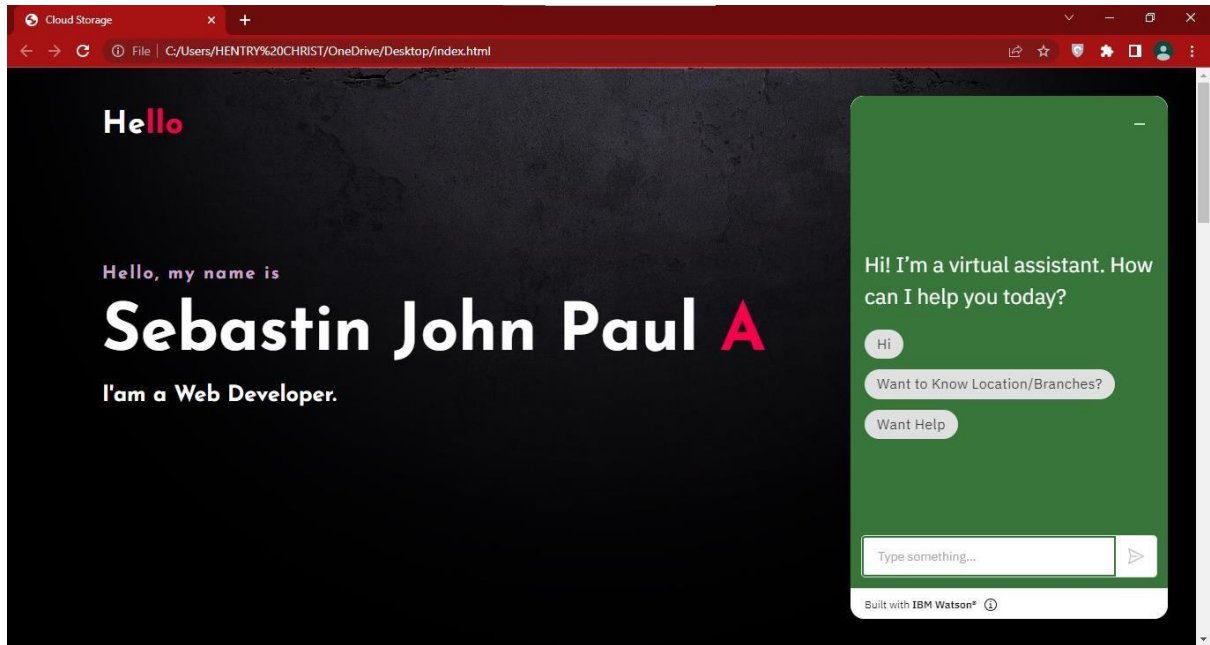 Cloud Storage
File | C:/Users/HENTRY%20CHRIST/OneDrive/Desktop/index.html
Hello
Hello, my name is
Sebastin John Paul A
I'am a Web Developer.
Hi! I'm a virtual assistant. How
can I help you today?
Hi
Want to Know Location/Branches?
Want Help
Type something...
Built with IBM Watson®